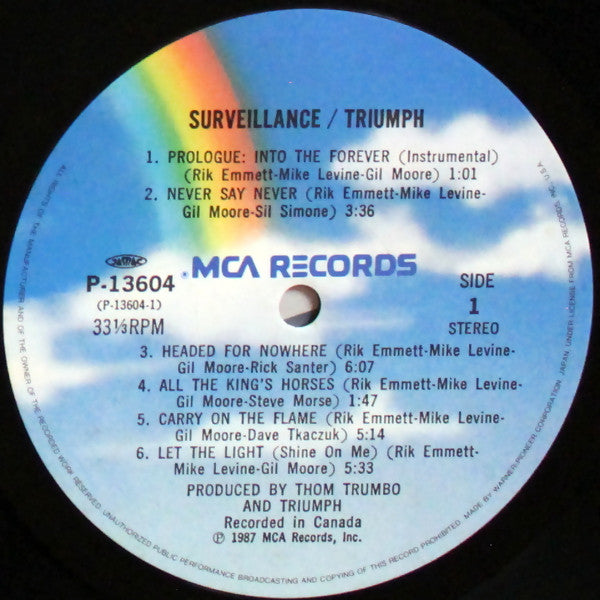 SURVEILLANCE / TRIUMPH
1. PROLOGUE: INTO THE FOREVER (Instrumental)
(Rik Emmett-Mike Levine-Gil Moore) 1:01
2. NEVER SAY NEVER (Rik Emmett-Mike Levine-
Gil Moore-Sil Simone) 3:36
MCA RECORDS
P-13604
(P-13604-1)
33⅓RPM
SIDE
1
STEREO
3. HEADED FOR NOWHERE (Rik Emmett-Mike Levine-
Gil Moore-Rick Santer) 6:07
4. ALL THE KING'S HORSES (Rik Emmett-Mike Levine-
Gil Moore-Steve Morse) 1:47
5. CARRY ON THE FLAME (Rik Emmett-Mike Levine-
Gil Moore-Dave Tkaczuk) 5:14
6. LET THE LIGHT (Shine On Me) (Rik Emmett-
Mike Levine-Gil Moore) 5:33
PRODUCED BY THOM TRUMBO
AND TRIUMPH
Recorded in Canada
Ⓟ 1987 MCA Records, Inc.
ALL RIGHTS OF THE MANUFACTURER AND OF THE OWNER OF THE RECORDED WORK RESERVED. UNAUTHORIZED PUBLIC PERFORMANCE BROADCASTING AND COPYING OF THIS RECORD PROHIBITED. MADE BY WARNER-PIONEER CORPORATION JAPAN, UNDER LICENSE FROM MCA RECORDS, INC. U.S.A.